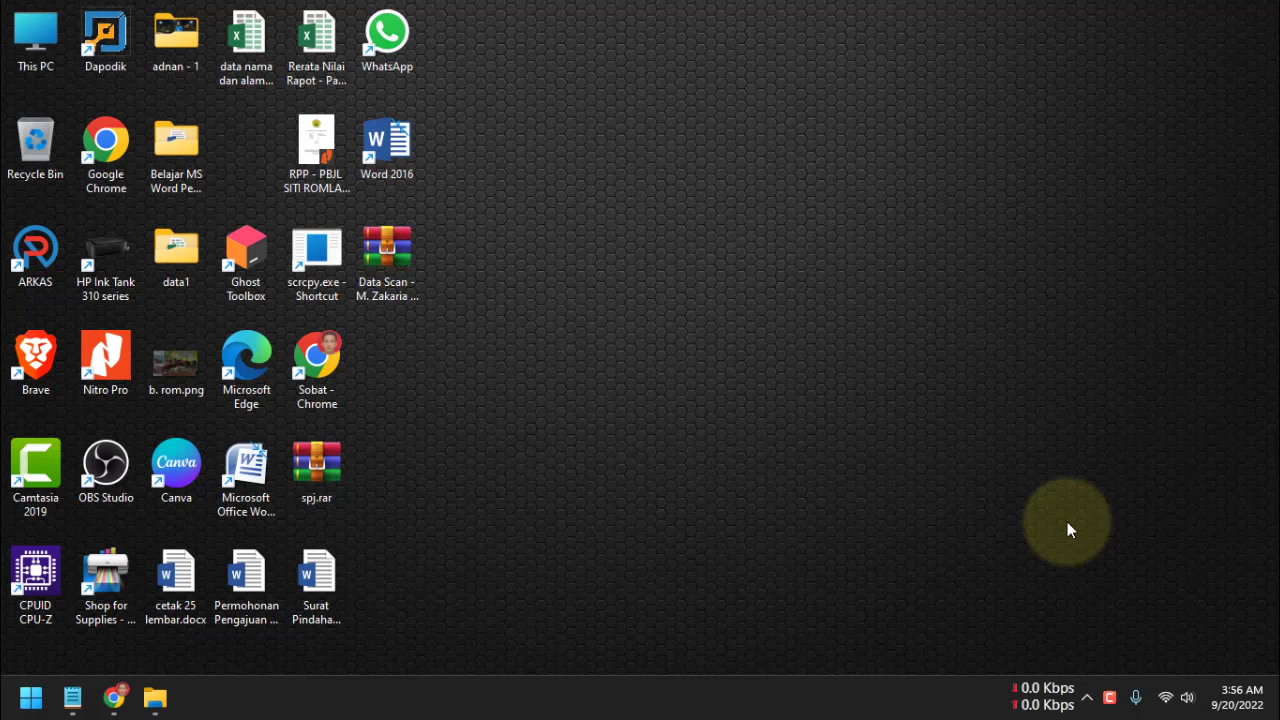 This PC
Dapodik
adnan - 1
data nama
dan alam...
Rerata Nilai
Rapot - Pa...
WhatsApp
Recycle Bin
Google
Chrome
Belajar MS
Word Pe...
RPP - PBJL
SITI ROMLA...
W
Word 2016
ARKAS
HP Ink Tank
310 series
data1
Ghost
Toolbox
scrcpy.exe -
Shortcut
Data Scan -
M. Zakaria ...
Brave
Nitro Pro
b. rom.png
Microsoft
Edge
Sobat -
Chrome
Canva
W
Camtasia
2019
OBS Studio
Canva
Microsoft
Office Wo...
spj.rar
W
W
W
CPUID
CPU-Z
Shop for
Supplies - ...
cetak 25
lembar.docx
Permohonan
Pengajuan ...
Surat
Pindaha...
0.0 Kbps
0.0 Kbps
3:56 AM
9/20/2022